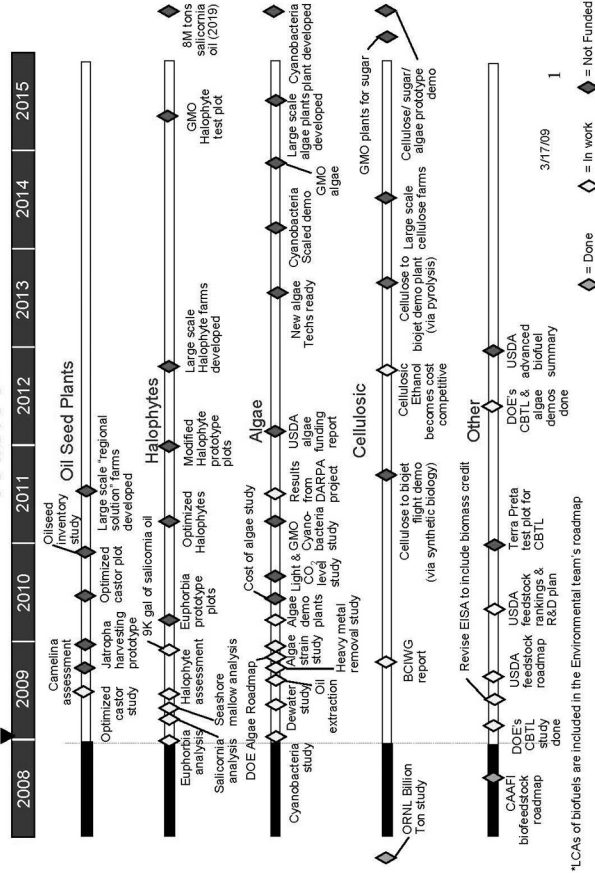 2008
2009
2010
2011
2012
2013
2014
2015
Oil Seed Plants
Camelina
assessment
Optimized
castor
study
Jatropha
harvesting
prototype
Optimized
castor plot
Oilseed
Inventory
study
Large scale "regional
solution" farms
developed
Halophytes
Euphorbia
analysis
Salicornia
analysis
Seashore
mallow analysis
Halophyte
assessment
9K gal of salicornia oil
Euphorbia
prototype
plots
Optimized
Halophytes
Modified
Halophyte
prototype
plots
Large scale
Halophyte farms
developed
GMO
Halophyte
test plot
8M tons
salicornia
oil (2019)
Algae
Cyanobacteria
study
DOE Algae Roadmap
Dewater
study
Oil
extraction
Algae
strain
study
Heavy metal
removal study
Algae
demo
plants
Cost of algae study
Light &
CO2
level
study
GMO
Cyano-
bacteria
study
Results
from
DARPA
project
USDA
algae
funding
report
New algae
Techs ready
Cyanobacteria
Scaled demo
GMO
algae
Large scale
algae plants
developed
Cyanobacteria
plant developed
Cellulosic
ORNL Billion
Ton study
BCIWG
report
Cellulose to biojet
flight demo
(via synthetic biology)
Cellulosic
Ethanol
becomes cost
competitive
Cellulose to
biojet demo plant
(via pyrolysis)
Large scale
cellulose farms
GMO plants for sugar
Cellulose/ sugar/
algae prototype
demo
Other
CAAFI
biofeedstock
roadmap
DOE's
CBTL
study
done
Revise EISA to include biomass credit
USDA
feedstock
roadmap
USDA
feedstock
rankings &
R&D plan
Terra Preta
test plot for
CBTL
DOE's
CBTL &
algae
demos
done
USDA
advanced
biofuel
summary
3/17/09
1
*LCAs of biofuels are included in the Environmental team's roadmap
= Done
= In work
= Not Funded